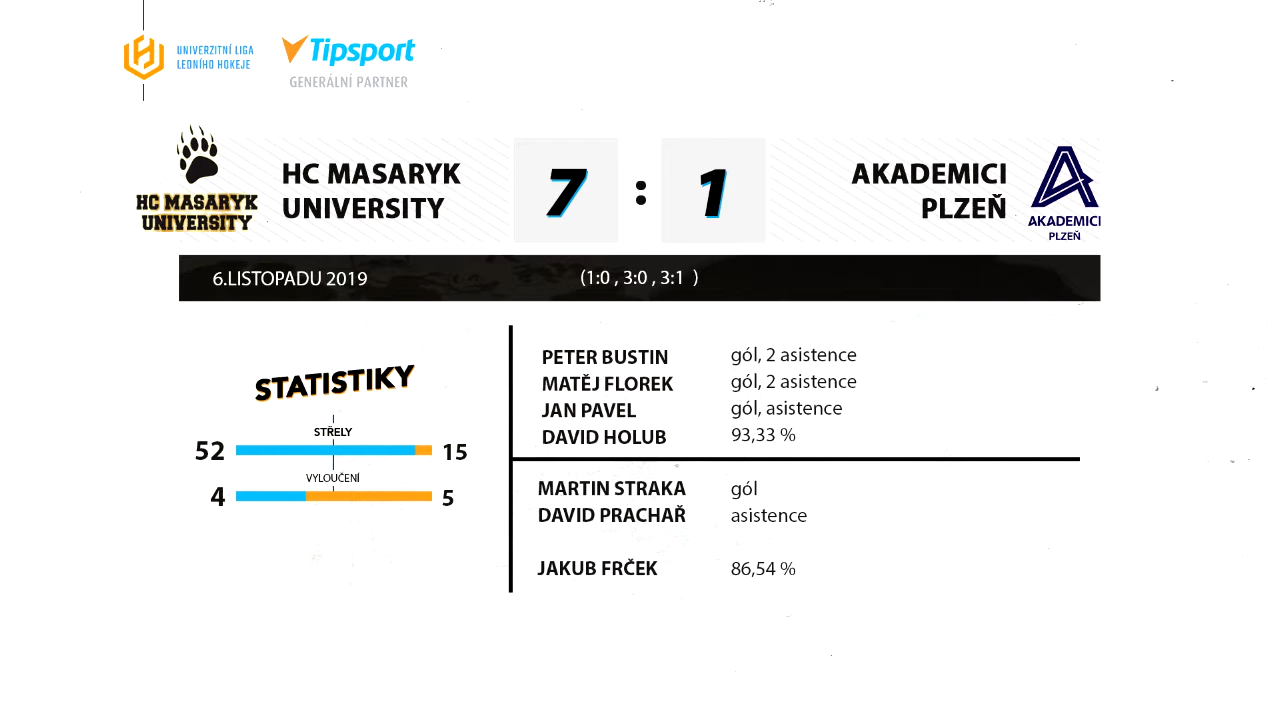 UNIVERZITNÍ LIGA
LEDNÍHO HOKEJE
Tipsport
GENERÁLNÍ PARTNER
HC MASARYK
UNIVERSITY
HC MASARYK
UNIVERSITY
7 : 1
AKADEMICI
PLZEŇ
AKADEMICI
PLZEŇ
6.LISTOPADU 2019
(1:0 , 3:0 , 3:1 )
STATISTIKY
STŘELY
52 15
VYLOUČENÍ
4 5
PETER BUSTIN gól, 2 asistence
MATĚJ FLOREK gól, 2 asistence
JAN PAVEL gól, asistence
DAVID HOLUB 93,33 %
MARTIN STRAKA gól
DAVID PRACHAŘ asistence
JAKUB FRČEK 86,54 %